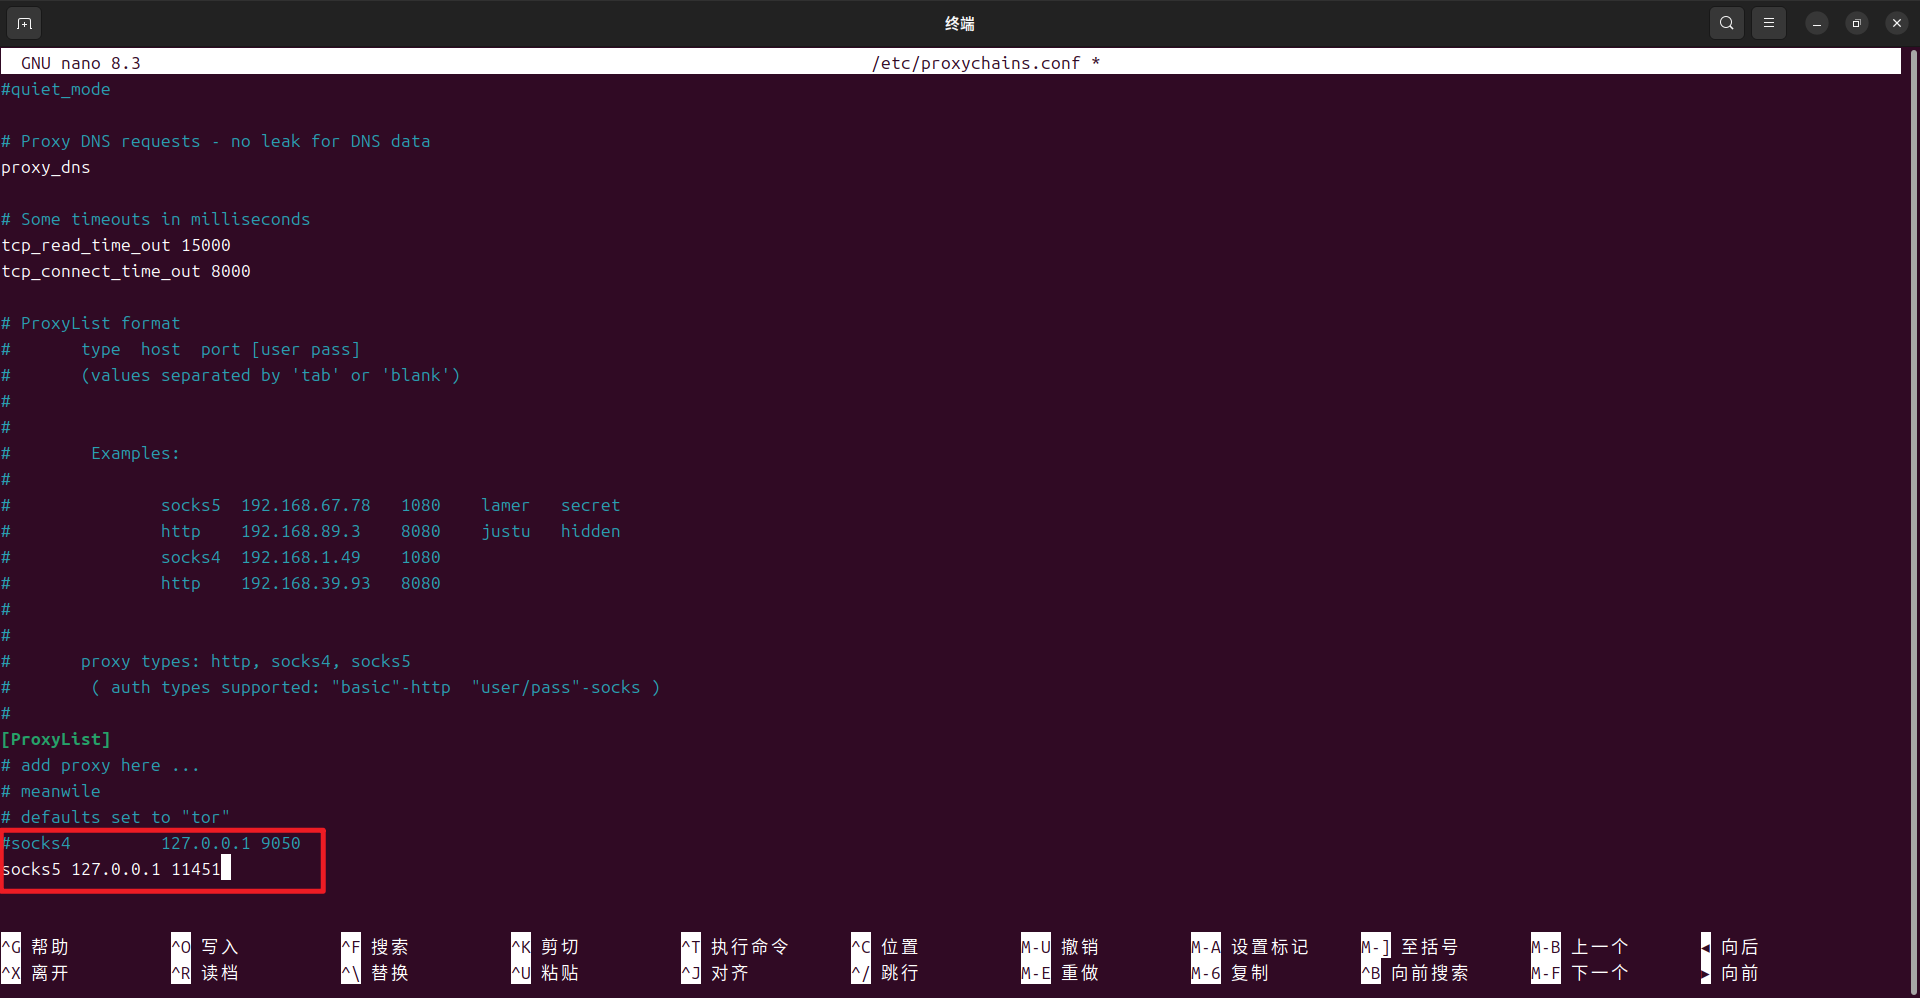 终端
GNU nano 8.3 /etc/proxychains.conf *
#quiet_mode
# Proxy DNS requests - no leak for DNS data
proxy_dns
# Some timeouts in milliseconds
tcp_read_time_out 15000
tcp_connect_time_out 8000
# ProxyList format
#       type  host  port [user pass]
#       (values separated by 'tab' or 'blank')
#
#
#        Examples:
#
#               socks5  192.168.67.78   1080    lamer   secret
#               http    192.168.89.3    8080    justu   hidden
#               socks4  192.168.1.49    1080
#               http    192.168.39.93   8080
#
#
#       proxy types: http, socks4, socks5
#        ( auth types supported: "basic"-http  "user/pass"-socks )
#
[ProxyList]
# add proxy here ...
# meanwile
# defaults set to "tor"
#socks4         127.0.0.1 9050
socks5 127.0.0.1 11451
^G 帮助 ^O 写入 ^F 搜索 ^K 剪切 ^T 执行命令 ^C 位置 M-U 撤销 M-A 设置标记 M-] 至括号 M-B 上一个 ◂ 向后
^X 离开 ^R 读档 ^\ 替换 ^U 粘贴 ^J 对齐 ^/ 跳行 M-E 重做 M-6 复制 ^B 向前搜索 M-F 下一个 ▸ 向前